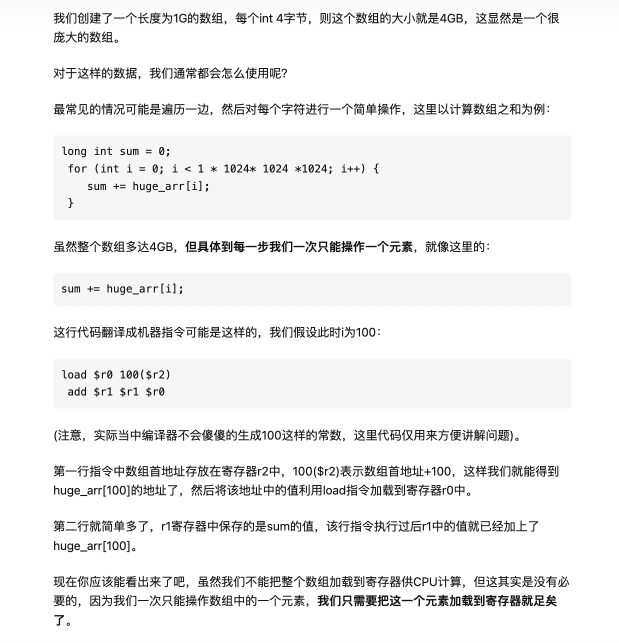 我们创建了一个长度为1G的数组，每个int 4字节，则这个数组的大小就是4GB，这显然是一个很
庞大的数组。
对于这样的数据，我们通常都会怎么使用呢？
最常见的情况可能是遍历一边，然后对每个字符进行一个简单操作，这里以计算数组之和为例：
long int sum = 0;
for (int i = 0; i < 1 * 1024* 1024 *1024; i++) {
sum += huge_arr[i];
}
虽然整个数组多达4GB，但具体到每一步我们一次只能操作一个元素，就像这里的：
sum += huge_arr[i];
这行代码翻译成机器指令可能是这样的，我们假设此时i为100：
load $r0 100($r2)
add $r1 $r1 $r0
(注意，实际当中编译器不会傻傻的生成100这样的常数，这里代码仅用来方便讲解问题)。
第一行指令中数组首地址存放在寄存器r2中，100($r2)表示数组首地址+100，这样我们就能得到
huge_arr[100]的地址了，然后将该地址中的值利用load指令加载到寄存器r0中。
第二行就简单多了，r1寄存器中保存的是sum的值，该行指令执行过后r1中的值就已经加上了
huge_arr[100]。
现在你应该能看出来了吧，虽然我们不能把整个数组加载到寄存器供CPU计算，但这其实是没有必
要的，因为我们一次只能操作数组中的一个元素，我们只需要把这一个元素加载到寄存器就足矣
了。